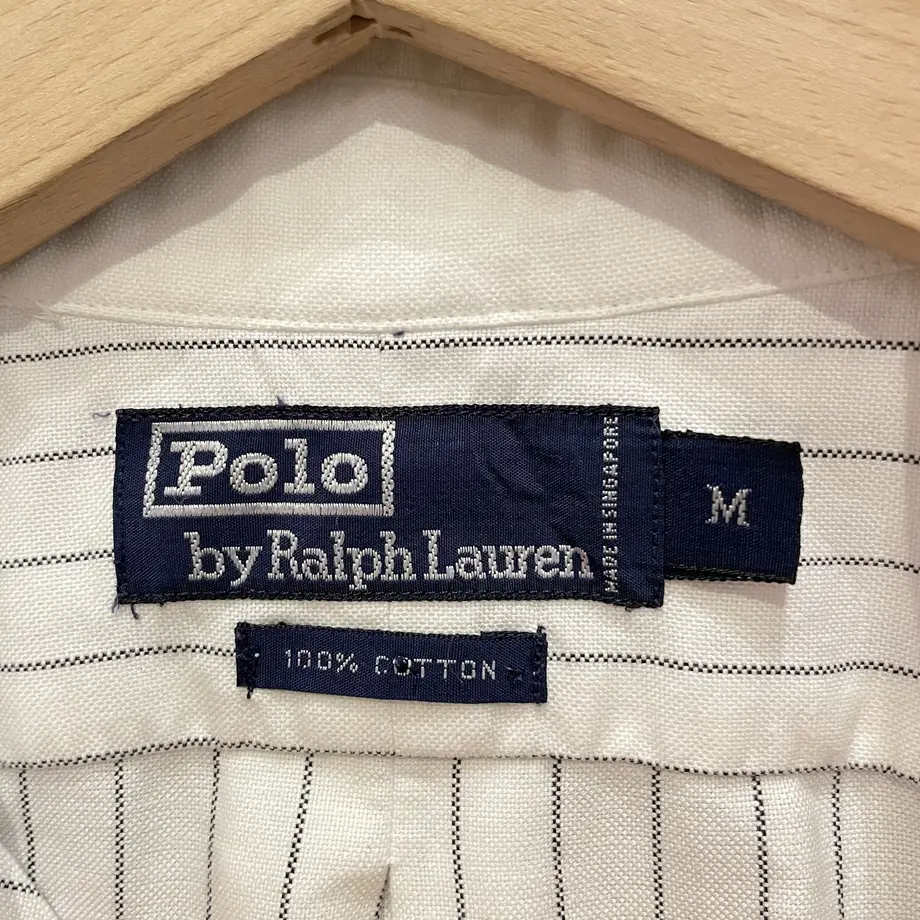 Polo
by Ralph Lauren
MADE IN SINGAPORE
M
100% COTTON